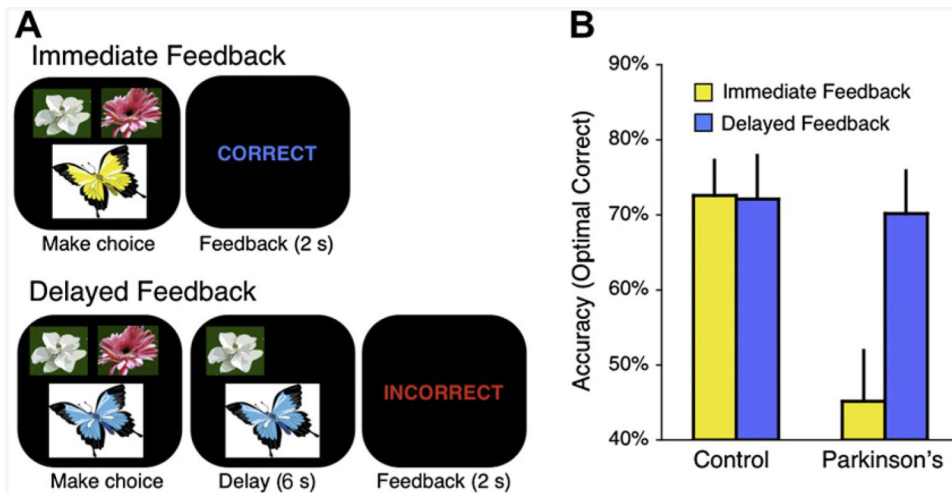 A
Immediate Feedback
CORRECT
Make choice
Feedback (2 s)
Delayed Feedback
INCORRECT
Make choice
Delay (6 s)
Feedback (2 s)
B
Accuracy (Optimal Correct)
90%
80%
70%
60%
50%
40%
Immediate Feedback
Delayed Feedback
Control
Parkinson's